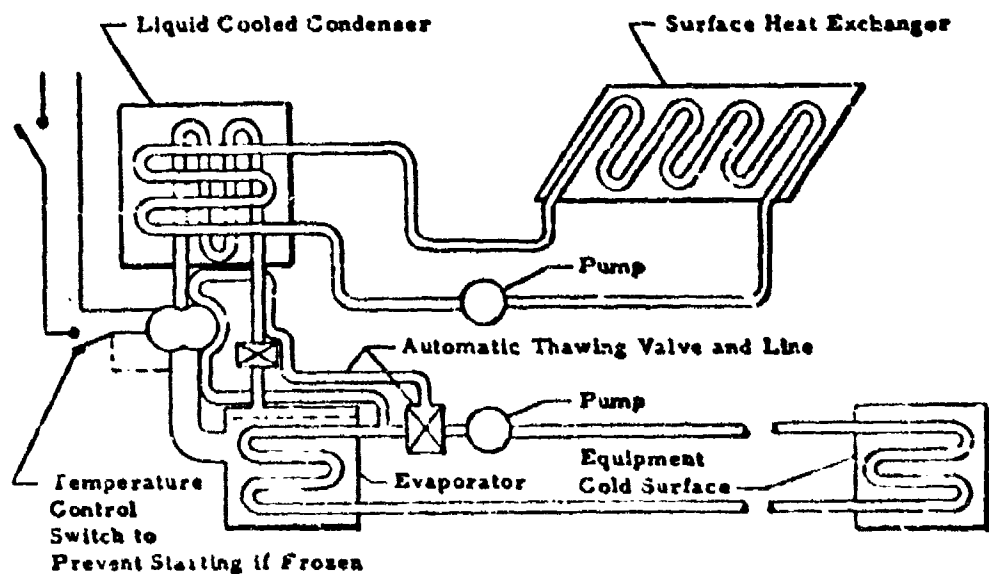 Liquid Cooled Condenser
Surface Heat Exchanger
Pump
Automatic Thawing Valve and Line
Pump
Equipment
Cold Surface
Evaporator
Temperature
Control
Switch to
Prevent Starting if Frozen